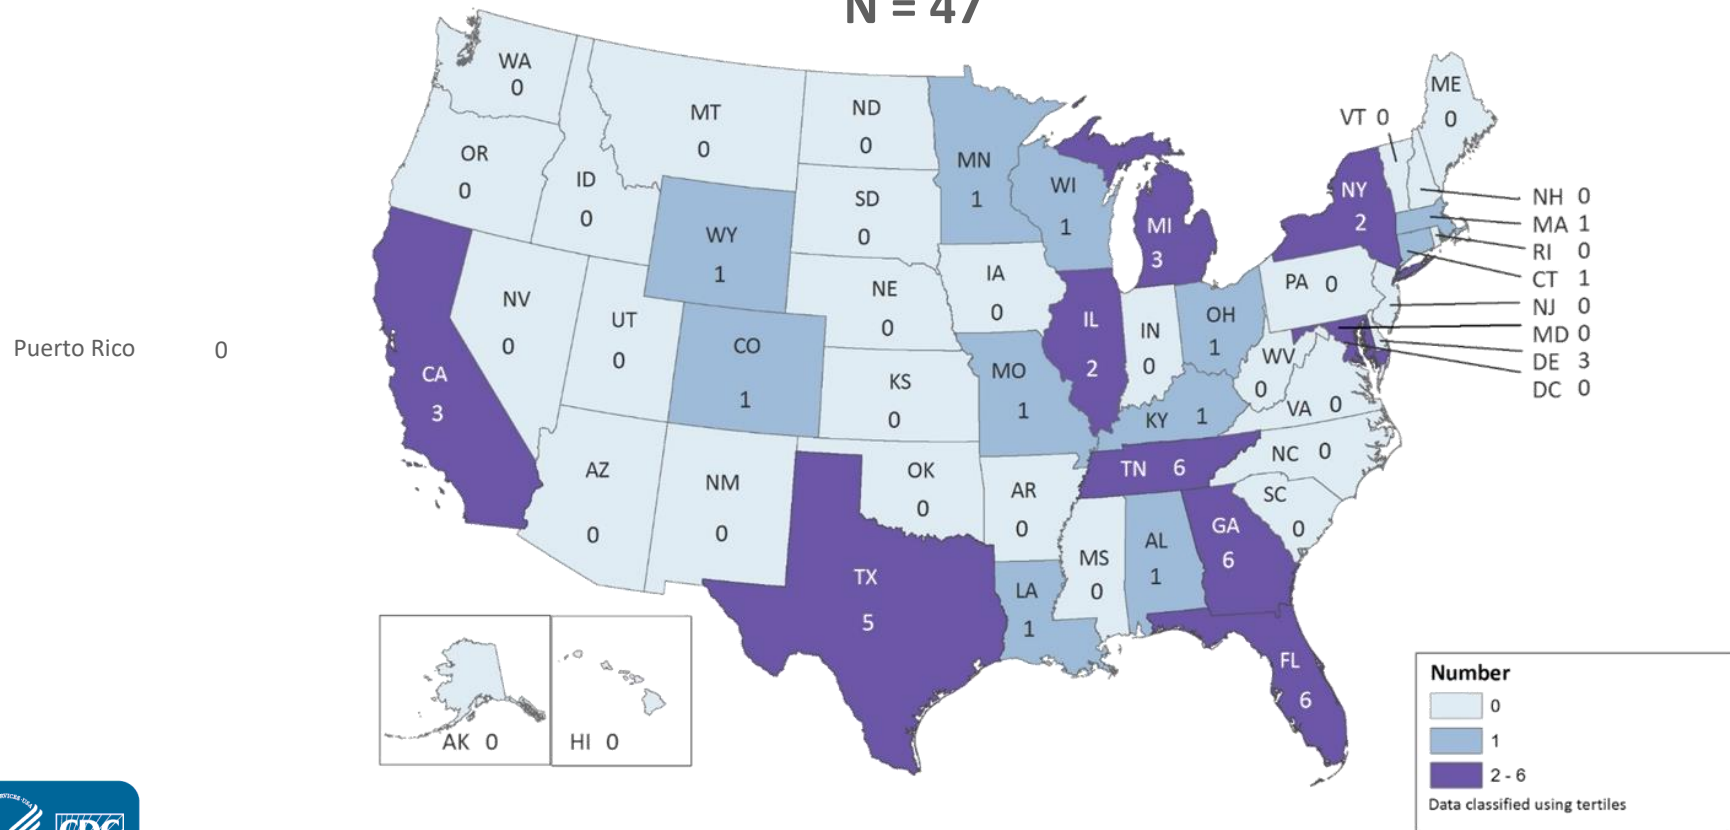 N = 47
WA
0
OR
0
ID
0
MT
0
ND
0
SD
0
MN
1
WI
1
MI
3
NY
2
VT 0
ME
0
NH 0
MA 1
RI 0
CT 1
NJ 0
MD 0
DE 3
DC 0
WY
1
NE
0
IA
0
IL
2
IN
0
OH
1
PA 0
WV
0
VA 0
NV
0
UT
0
CO
1
KS
0
MO
1
KY 1
CA
3
AZ
0
NM
0
OK
0
AR
0
TN 6
NC 0
SC
0
TX
5
LA
1
MS
0
AL
1
GA
6
FL
6
AK 0
HI 0
Puerto Rico 0
Number
0
1
2 - 6
Data classified using tertiles
CDC